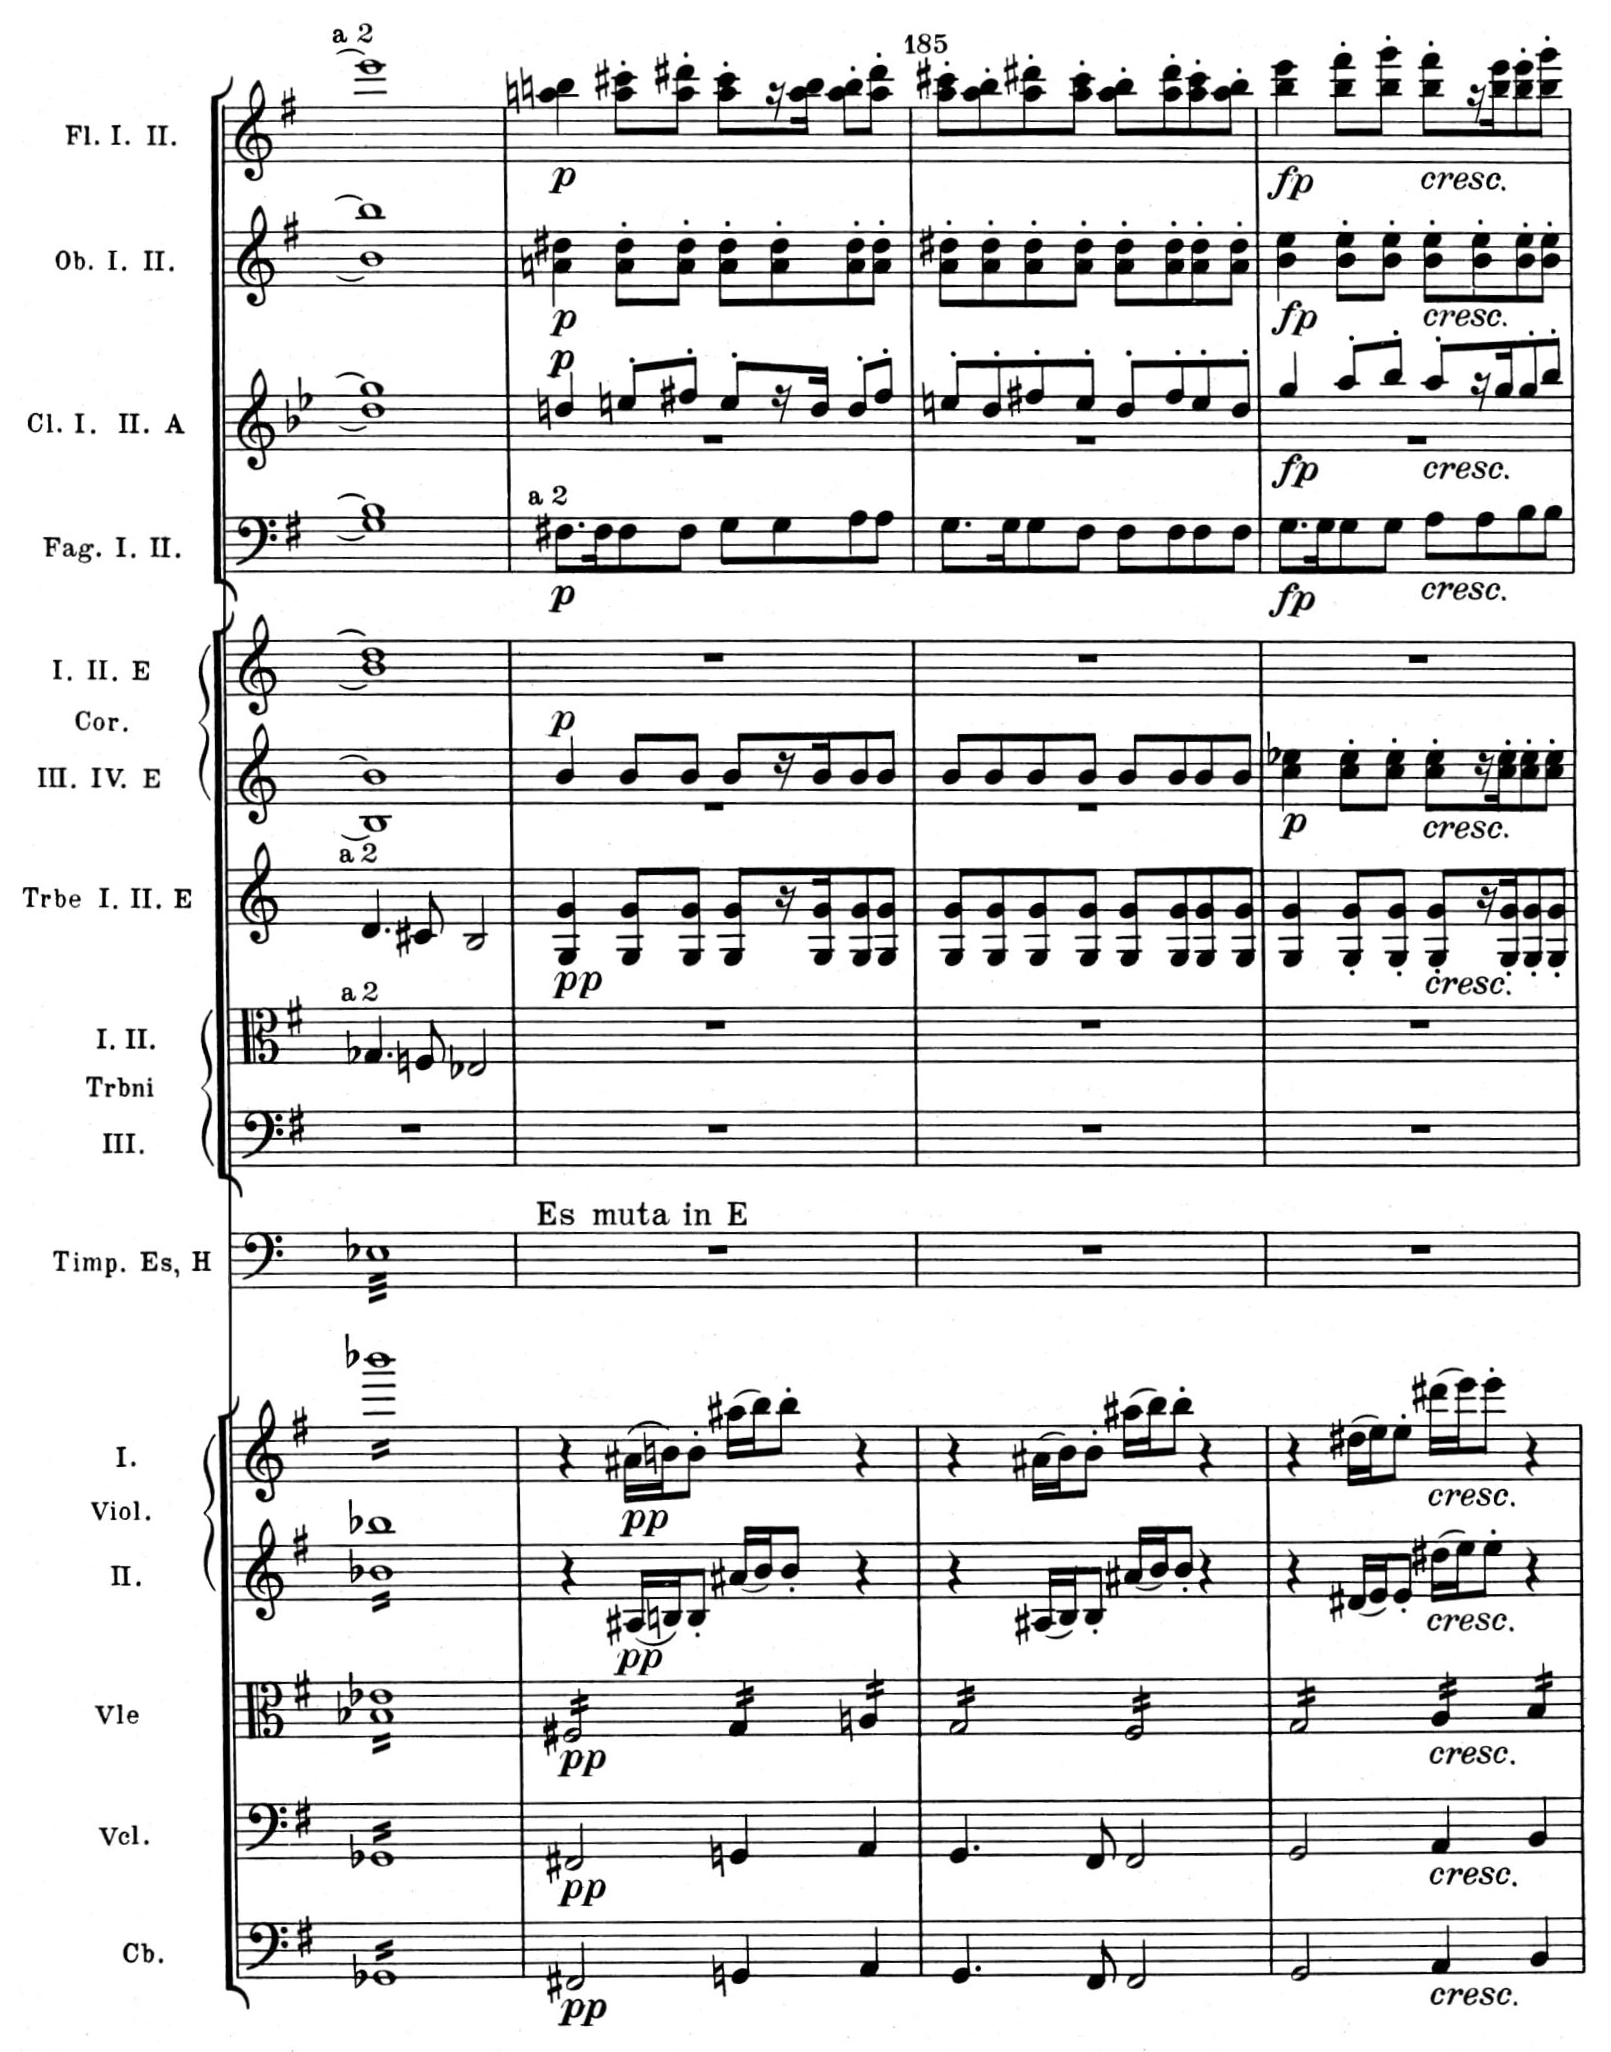 a 2
185
Fl. I. II.
p
fp
cresc.
Ob. I. II.
p
fp
cresc.
p
Cl. I. II. A
fp
cresc.
a 2
Fag. I. II.
p
fp
cresc.
I. II. E
Cor.
p
III. IV. E
p
cresc.
a 2
Trbe I. II. E
pp
cresc.
a 2
I. II.
Trbni
III.
Es muta in E
Timp. Es, H
I.
cresc.
Viol.
pp
II.
cresc.
pp
Vle
pp
cresc.
Vcl.
pp
cresc.
Cb.
pp
cresc.